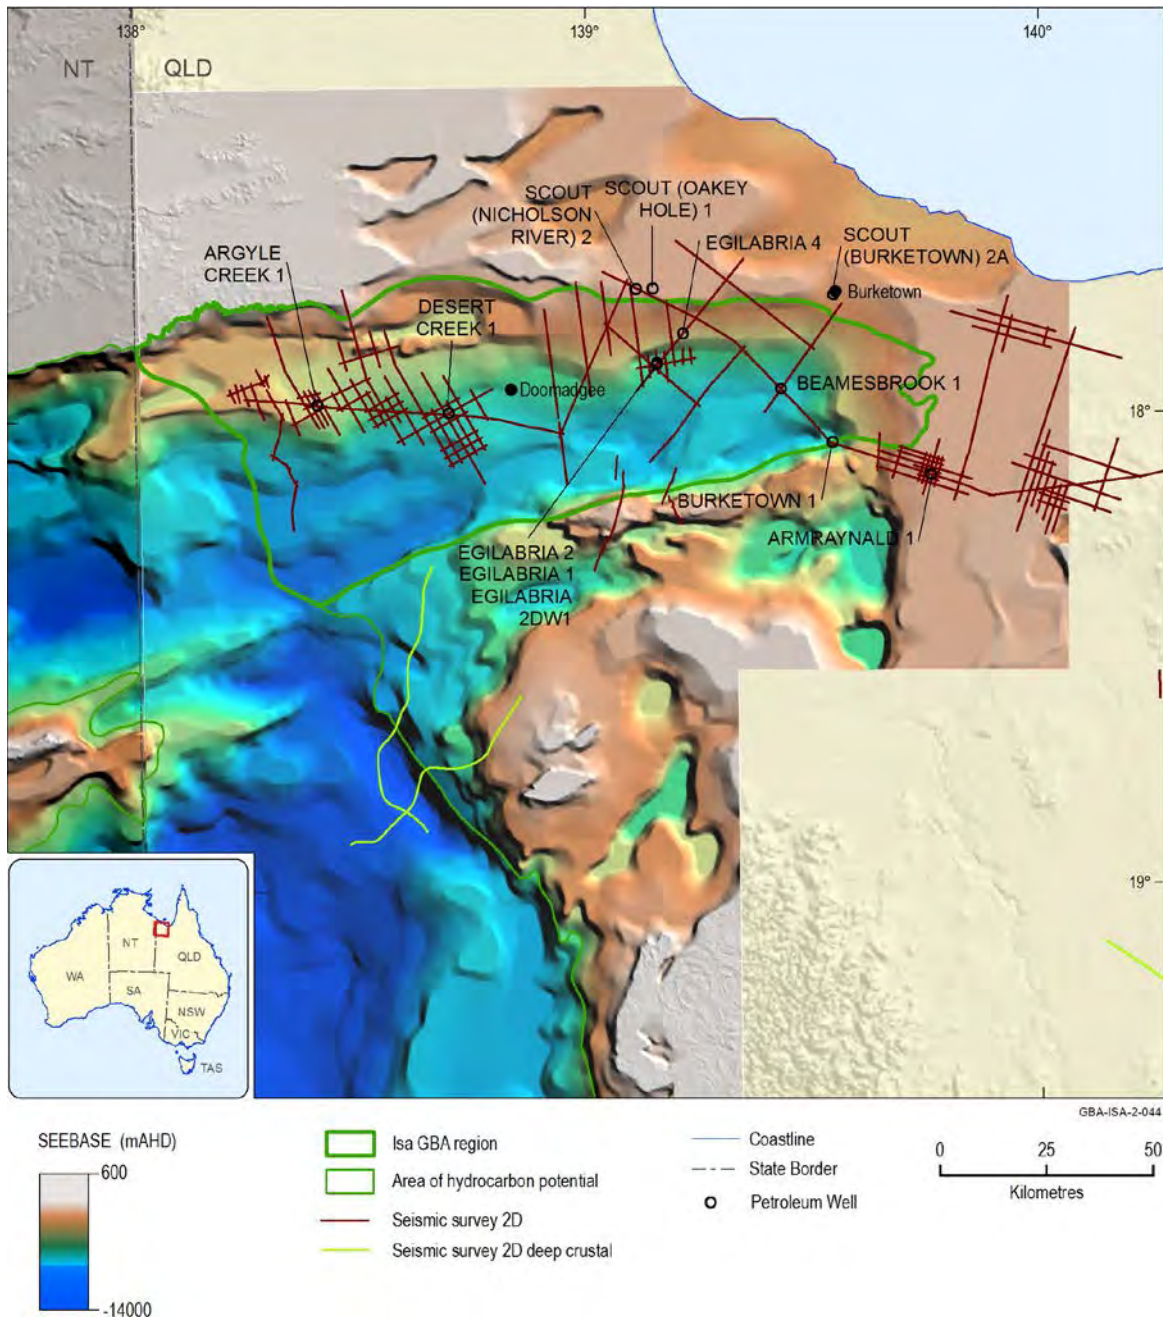 138°
139°
140°
NT
QLD
SCOUT
(NICHOLSON
RIVER) 2
SCOUT (OAKEY
HOLE) 1
EGILABRIA 4
SCOUT
(BURKETOWN) 2A
ARGYLE
CREEK 1
Burketown
DESERT
CREEK 1
Doomadgee
BEAMESBROOK 1
18°
BURKETOWN 1
ARMRAYNALD 1
EGILABRIA 2
EGILABRIA 1
EGILABRIA
2DW1
19°
WA
NT
QLD
SA
NSW
VIC
TAS
GBA-ISA-2-044
SEEBASE (mAHD)
600
-14000
Isa GBA region
Area of hydrocarbon potential
Seismic survey 2D
Seismic survey 2D deep crustal
Coastline
State Border
Petroleum Well
0
25
50
Kilometres